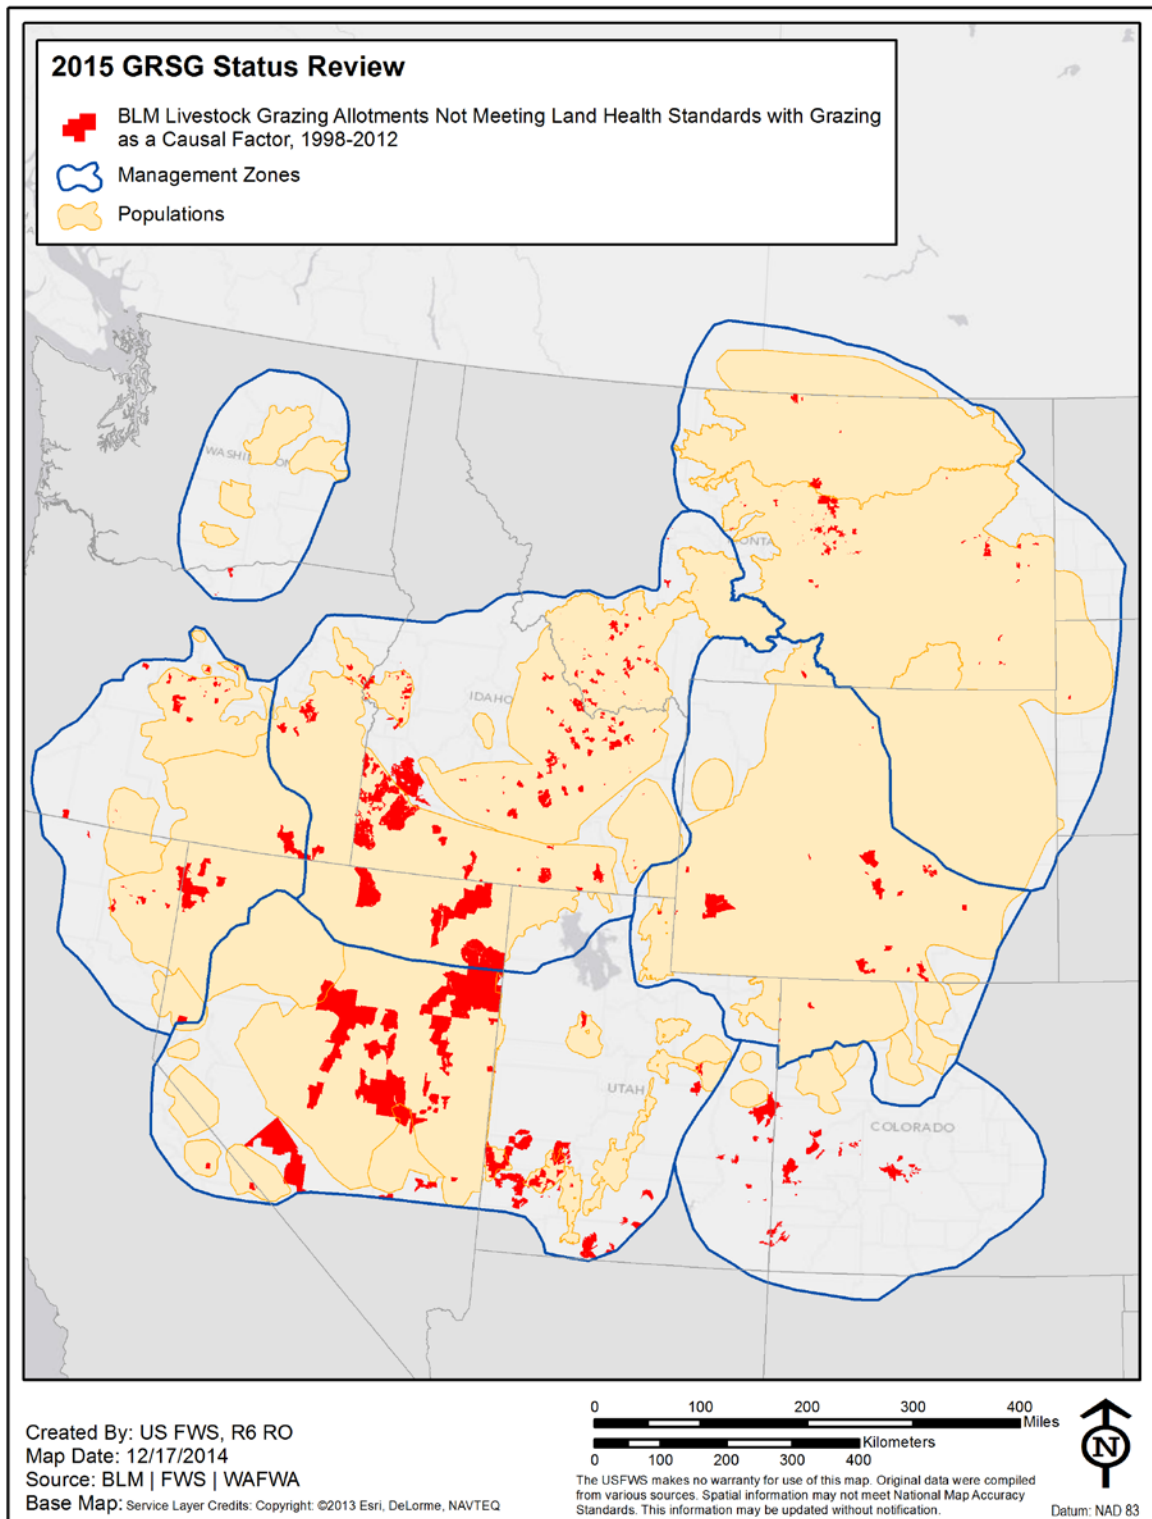 2015 GRSG Status Review
BLM Livestock Grazing Allotments Not Meeting Land Health Standards with Grazing
as a Causal Factor, 1998-2012
Management Zones
Populations
WASHINGTON
ONTA
IDAHO
UTAH
COLORADO
Created By: US FWS, R6 RO
Map Date: 12/17/2014
Source: BLM | FWS | WAFWA
Base Map: Service Layer Credits: Copyright: ©2013 Esri, DeLorme, NAVTEQ
0 100 200 300 400
Miles
Kilometers
0 100 200 300 400
The USFWS makes no warranty for use of this map. Original data were compiled
from various sources. Spatial information may not meet National Map Accuracy
Standards. This information may be updated without notification.
N
Datum: NAD 83